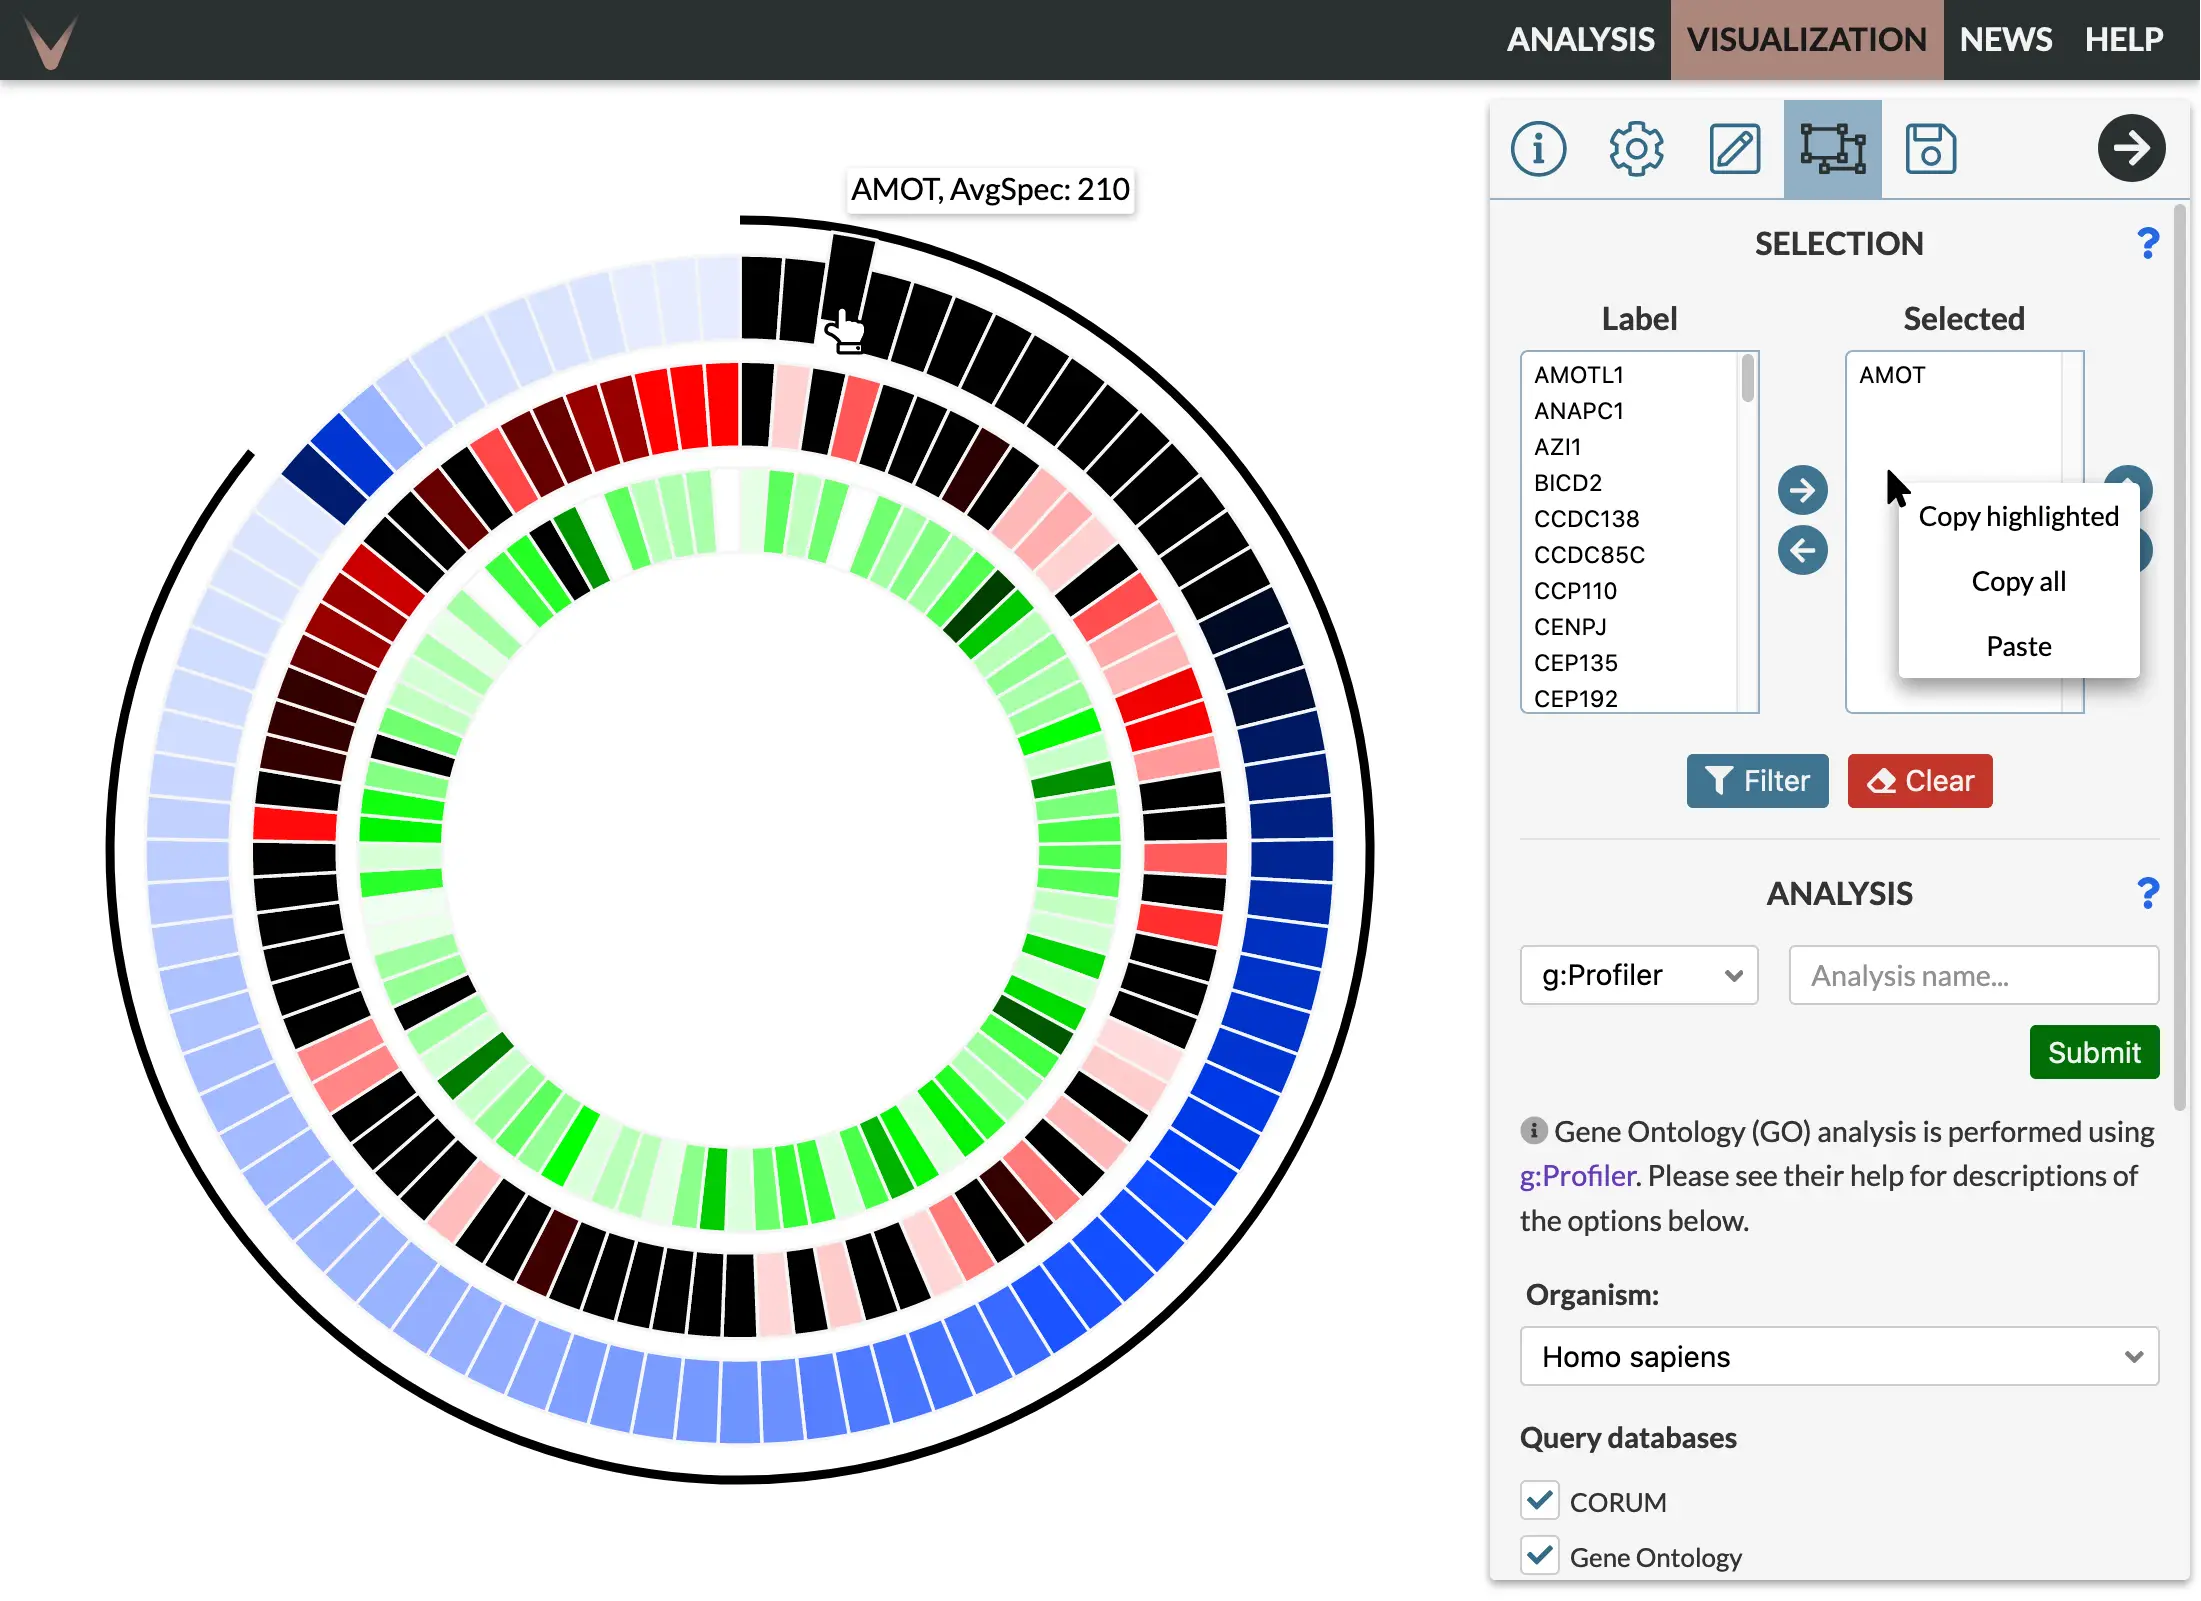 ANALYSIS VISUALIZATION NEWS HELP
AMOT, AvgSpec: 210
SELECTION ?
Label Selected
AMOTL1
ANAPC1
AZI1
BICD2
CCDC138
CCDC85C
CCP110
CENPJ
CEP135
CEP192
AMOT
Copy highlighted
Copy all
Paste
Filter Clear
ANALYSIS ?
g:Profiler Analysis name...
Submit
Gene Ontology (GO) analysis is performed using
g:Profiler. Please see their help for descriptions of
the options below.
Organism:
Homo sapiens
Query databases
CORUM
Gene Ontology